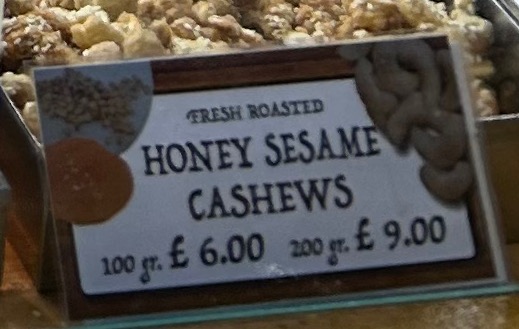 FRESH ROASTED
HONEY SESAME
CASHEWS
100 gr. £ 6.00 200 gr. £ 9.00